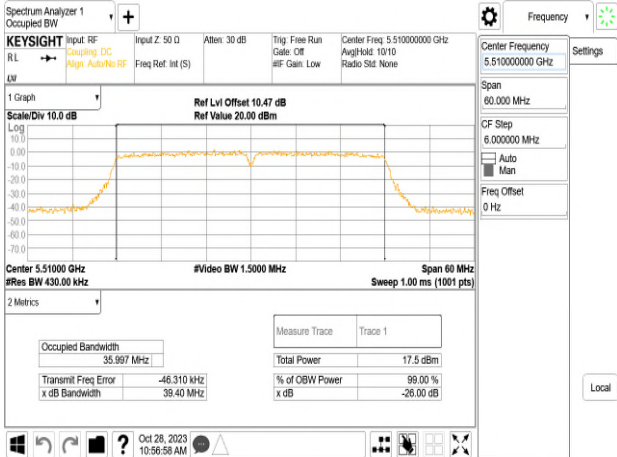 Spectrum Analyzer 1
Occupied BW
KEYSIGHT
RL
Input: RF
Coupling: DC
Align: Auto/No RF
Input Z: 50 Ω
Freq Ref: Int (S)
Atten: 30 dB
Trig: Free Run
Gate: Off
#IF Gain: Low
Center Freq: 5.510000000 GHz
Avg|Hold: 10/10
Radio Std: None
1 Graph
Scale/Div 10.0 dB
Ref Lvl Offset 10.47 dB
Ref Value 20.00 dBm
Log
10.0
0.00
-10.0
-20.0
-30.0
-40.0
-50.0
-60.0
-70.0
Center 5.51000 GHz
#Video BW 1.5000 MHz
Span 60 MHz
#Res BW 430.00 kHz
Sweep 1.00 ms (1001 pts)
2 Metrics
Measure Trace
Trace 1
Occupied Bandwidth
35.997 MHz
Total Power
17.5 dBm
Transmit Freq Error
-46.310 kHz
% of OBW Power
99.00 %
x dB Bandwidth
39.40 MHz
x dB
-26.00 dB
?
Oct 28, 2023
10:56:58 AM
Frequency
Center Frequency
5.510000000 GHz
Settings
Span
60.000 MHz
CF Step
6.000000 MHz
Auto
Man
Freq Offset
0 Hz
Local